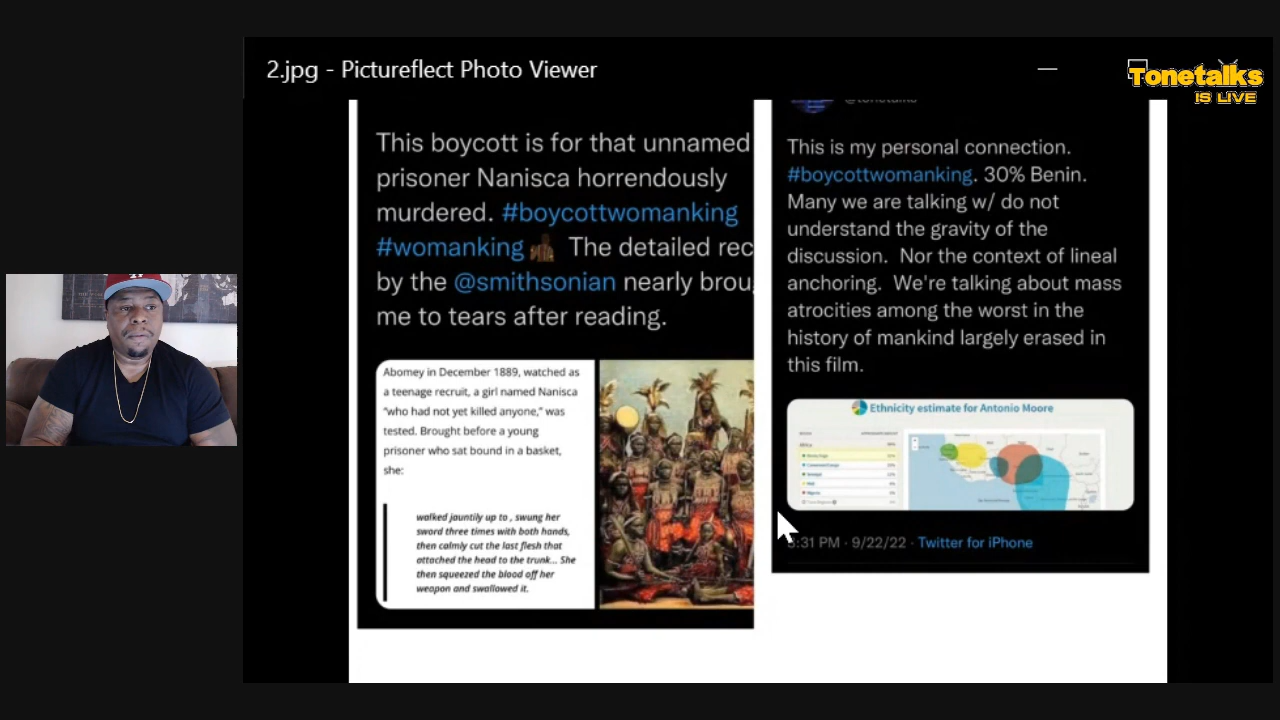 2.jpg - Pictureflect Photo Viewer
Tonetalks
IS LIVE
This boycott is for that unnamed
prisoner Nanisca horrendously
murdered. #boycottwomanking
#womanking The detailed rec
by the @smithsonian nearly brou
me to tears after reading.
Abomey in December 1889, watched as
a teenage recruit, a girl named Nanisca
“who had not yet killed anyone,” was
tested. Brought before a young
prisoner who sat bound in a basket,
she:
walked jauntily up to , swung her
sword three times with both hands,
then calmly cut the last flesh that
attached the head to the trunk... She
then squeezed the blood off her
weapon and swallowed it.
@tonetalks
This is my personal connection.
#boycottwomanking. 30% Benin.
Many we are talking w/ do not
understand the gravity of the
discussion. Nor the context of lineal
anchoring. We're talking about mass
atrocities among the worst in the
history of mankind largely erased in
this film.
Ethnicity estimate for Antonio Moore
Africa
Senegal
Mali
Nigeria
:31 PM · 9/22/22 · Twitter for iPhone